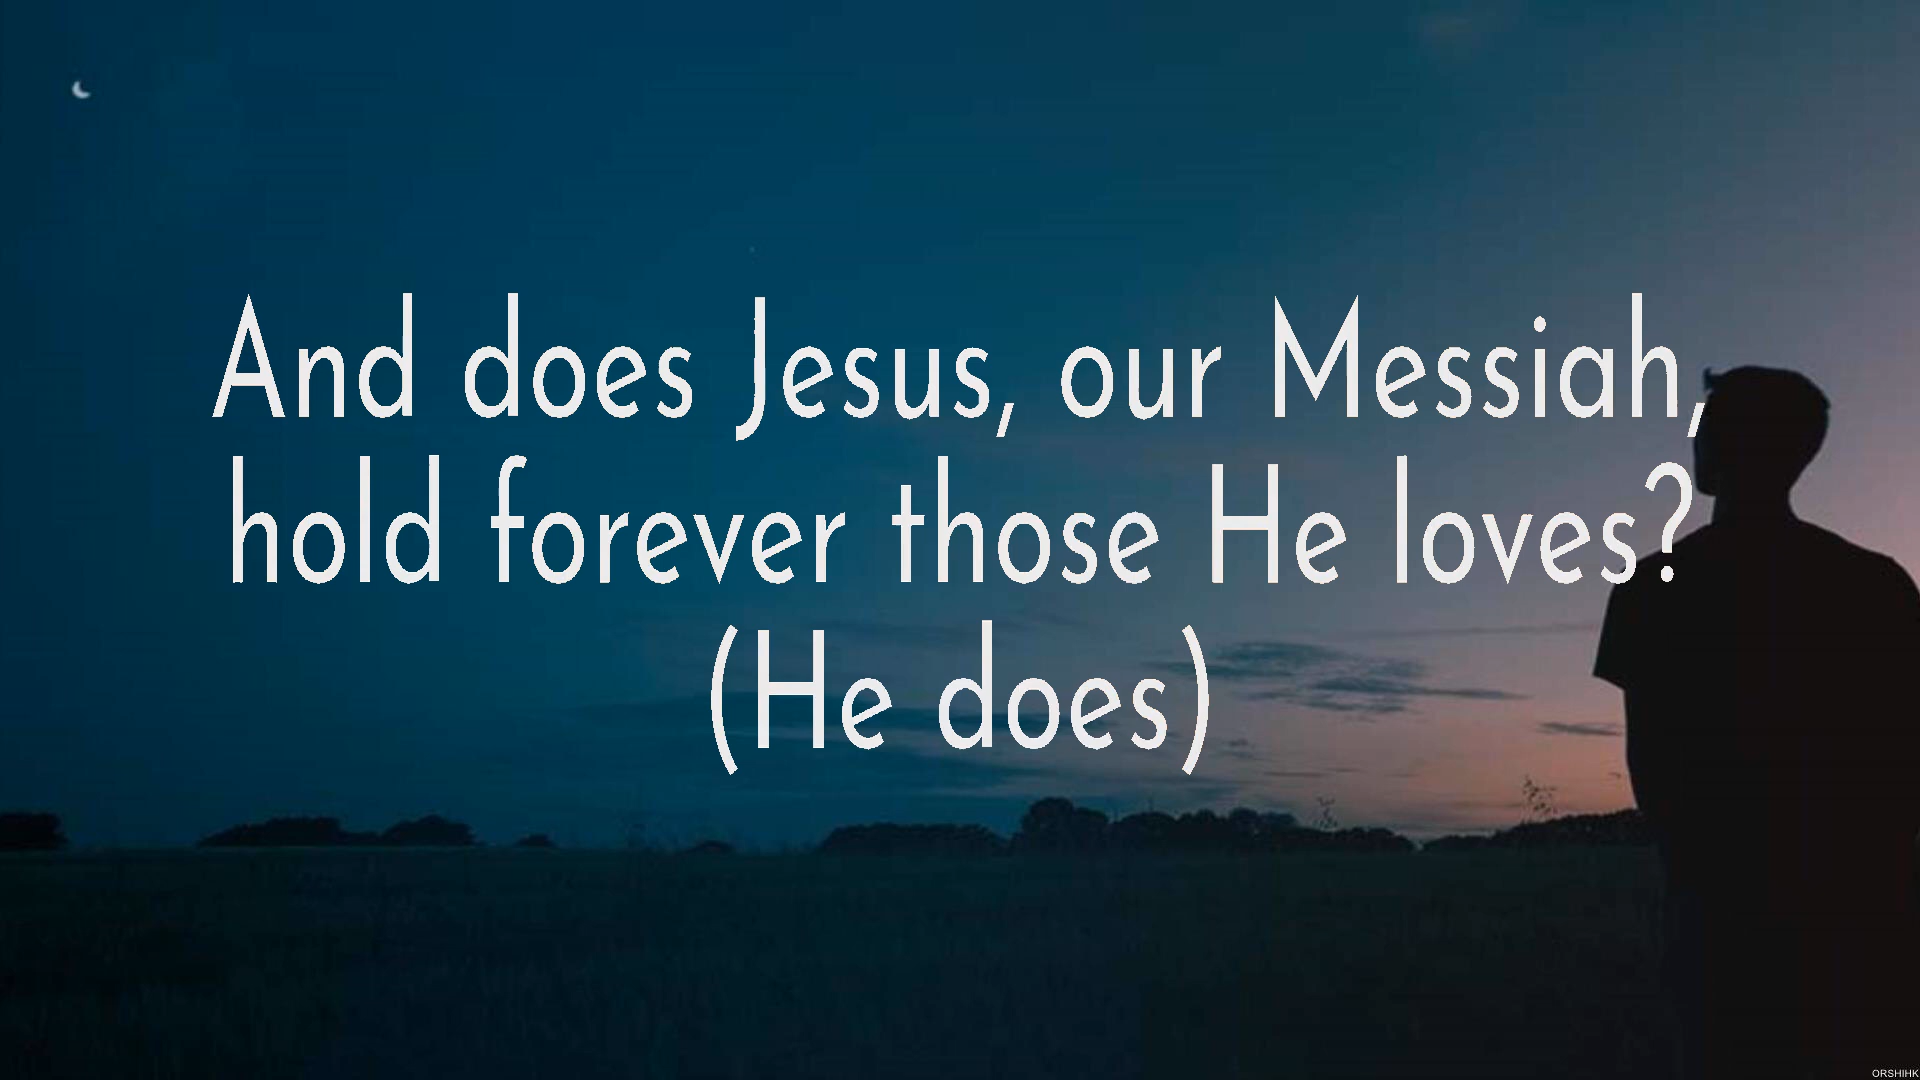 And does Jesus, our Messiah,
hold forever those He loves?
(He does)
ORSHIHK